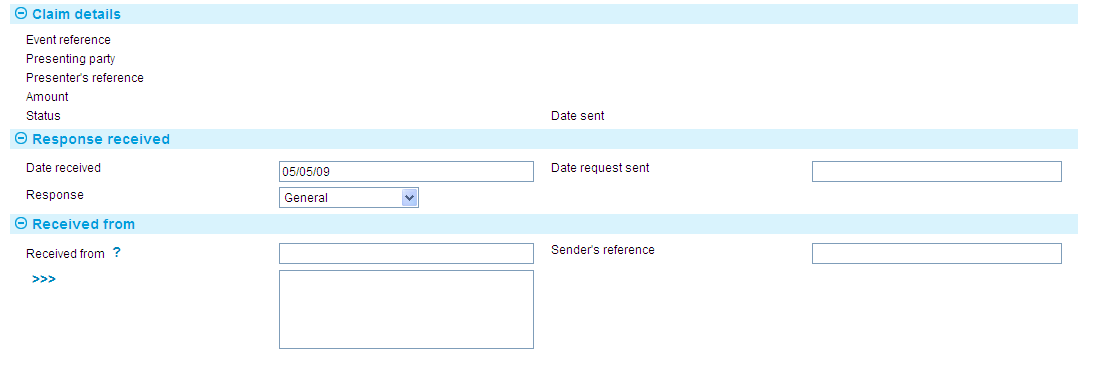 Claim details
Event reference
Presenting party
Presenter's reference
Amount
Status Date sent
Response received
Date received 05/05/09 Date request sent
Response General
Received from
Received from ? Sender's reference
>>>